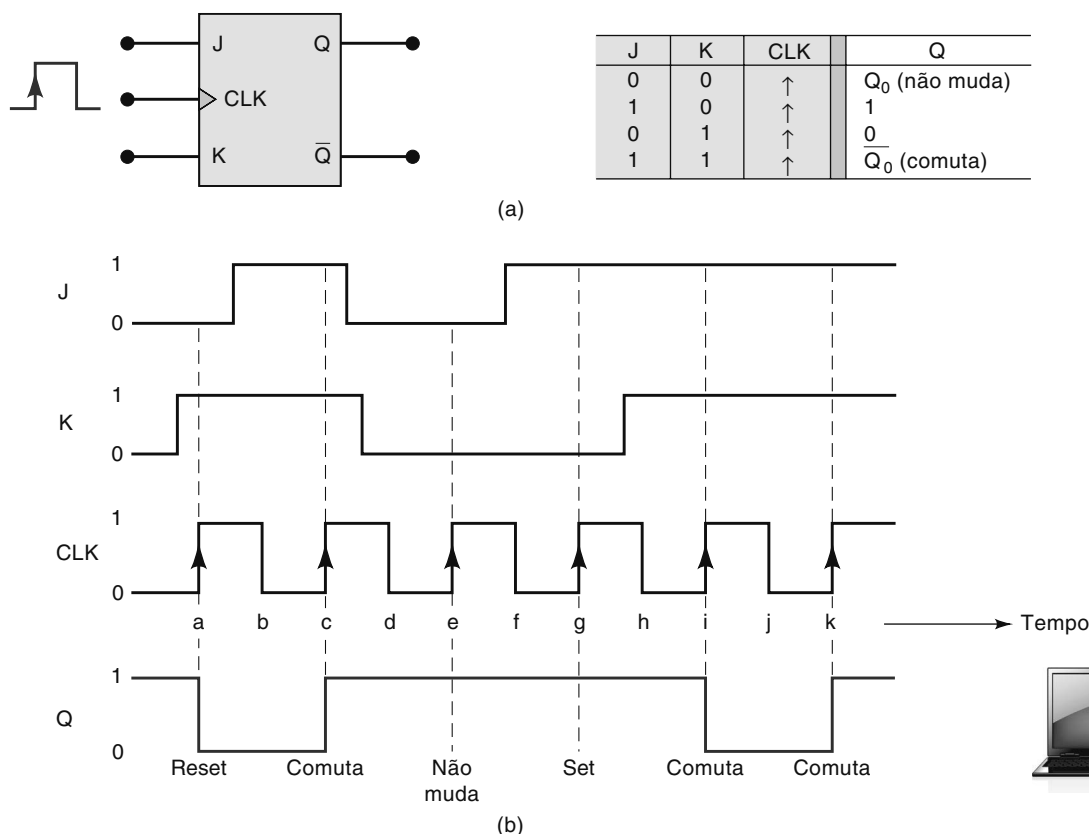 J Q
CLK
K Q̅
J K CLK Q
0 0 ↑ Q₀ (não muda)
1 0 ↑ 1
0 1 ↑ 0
1 1 ↑ Q̅₀ (comuta)
(a)
1
J
0
1
K
0
1
CLK
0
a b c d e f g h i j k Tempo
1
Q
0
Reset Comuta Não muda Set Comuta Comuta
(b)